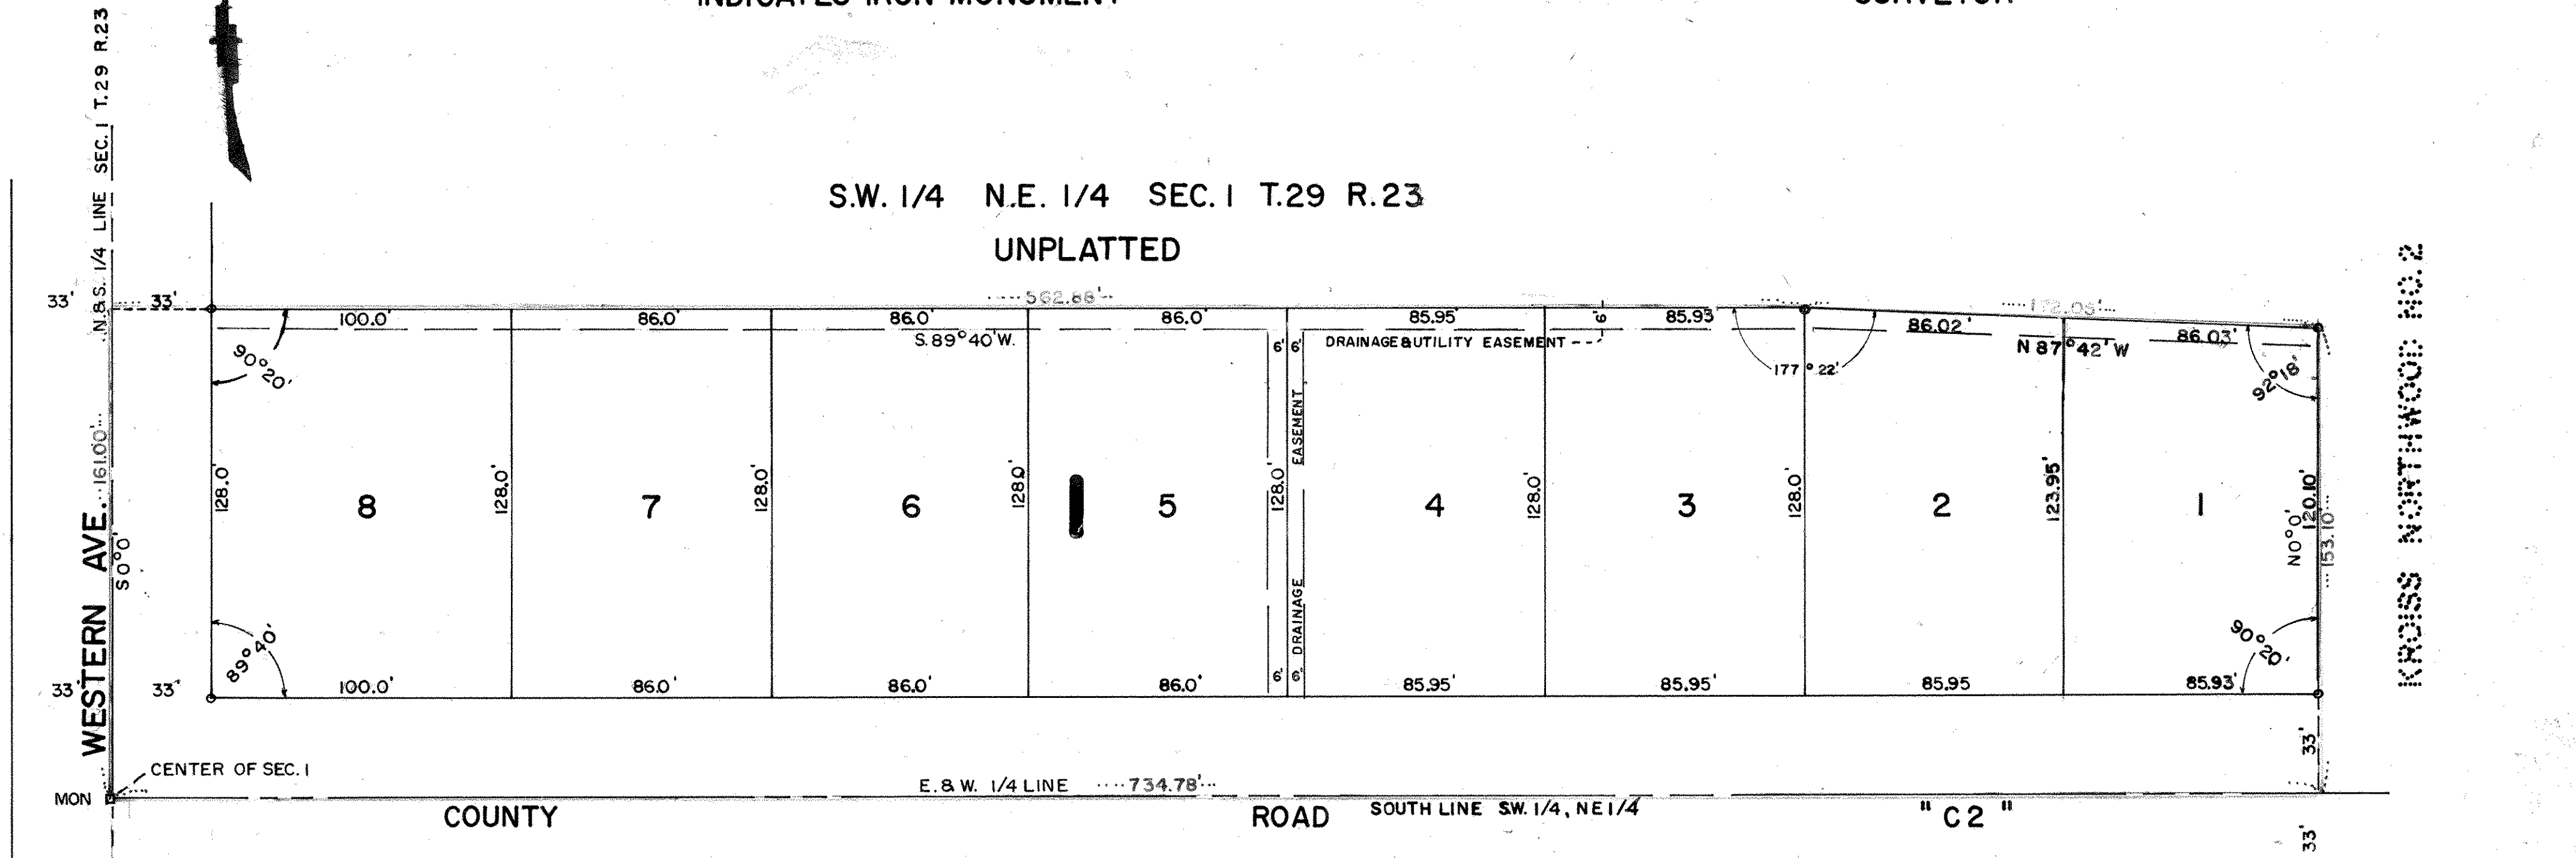 INDICATES IRON MONUMENT
SURVEYOR
N.& S. 1/4 LINE SEC. 1 T. 29 R.23
S.W. 1/4 N.E. 1/4 SEC. 1 T.29 R.23
UNPLATTED
33' 33'
562.88'
172.05'
100.0' 86.0' 86.0' 86.0' 85.95' 6' 85.93 86.02' 86.03'
S. 89°40' W.
DRAINAGE & UTILITY EASEMENT
N 87°42' W
90°20'
6' 6'
177°22'
92°18'
161.00'
S 0°0'
WESTERN AVE.
128.0' 128.0' 128.0' 128.0' 128.0' 128.0' 128.0' 123.95' 120.10'
8 7 6 5 4 3 2 1
DRAINAGE EASEMENT
N 0°0'
153.10'
KROISS NORTHWOOD NO. 2
89°40'
90°20'
6' 6'
33' 33'
100.0' 86.0' 86.0' 86.0' 85.95' 85.95' 85.95 85.93'
33'
CENTER OF SEC. 1
MON
E. & W. 1/4 LINE 734.78'
COUNTY ROAD "C2"
SOUTH LINE S.W. 1/4, NE 1/4
33'